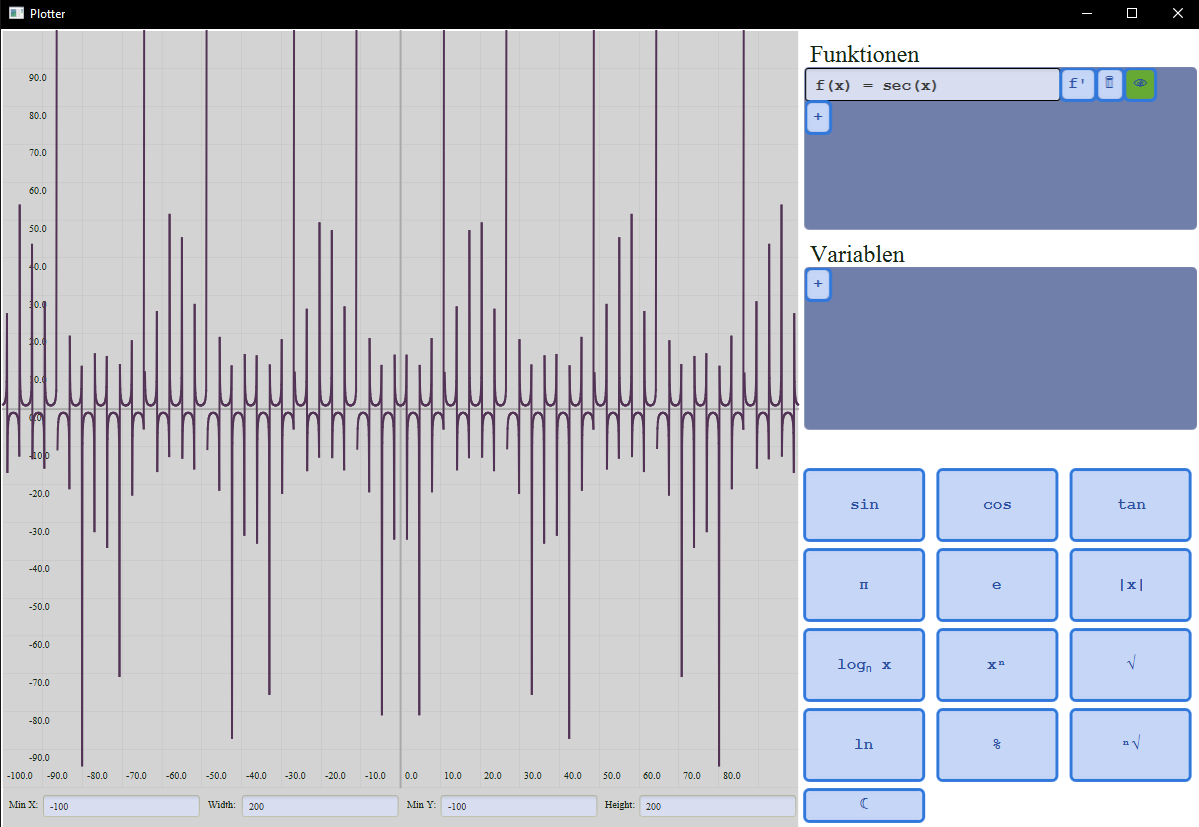 Plotter
Funktionen
f(x) = sec(x)
f'
+
Variablen
+
90.0
80.0
70.0
60.0
50.0
40.0
30.0
20.0
10.0
0.0
-10.0
-20.0
-30.0
-40.0
-50.0
-60.0
-70.0
-80.0
-90.0
-100.0 -90.0 -80.0 -70.0 -60.0 -50.0 -40.0 -30.0 -20.0 -10.0 0.0 10.0 20.0 30.0 40.0 50.0 60.0 70.0 80.0
Min X: -100 Width: 200 Min Y: -100 Height: 200
sin cos tan
π e |x|
logₙ x xⁿ √
ln % ⁿ√
☾